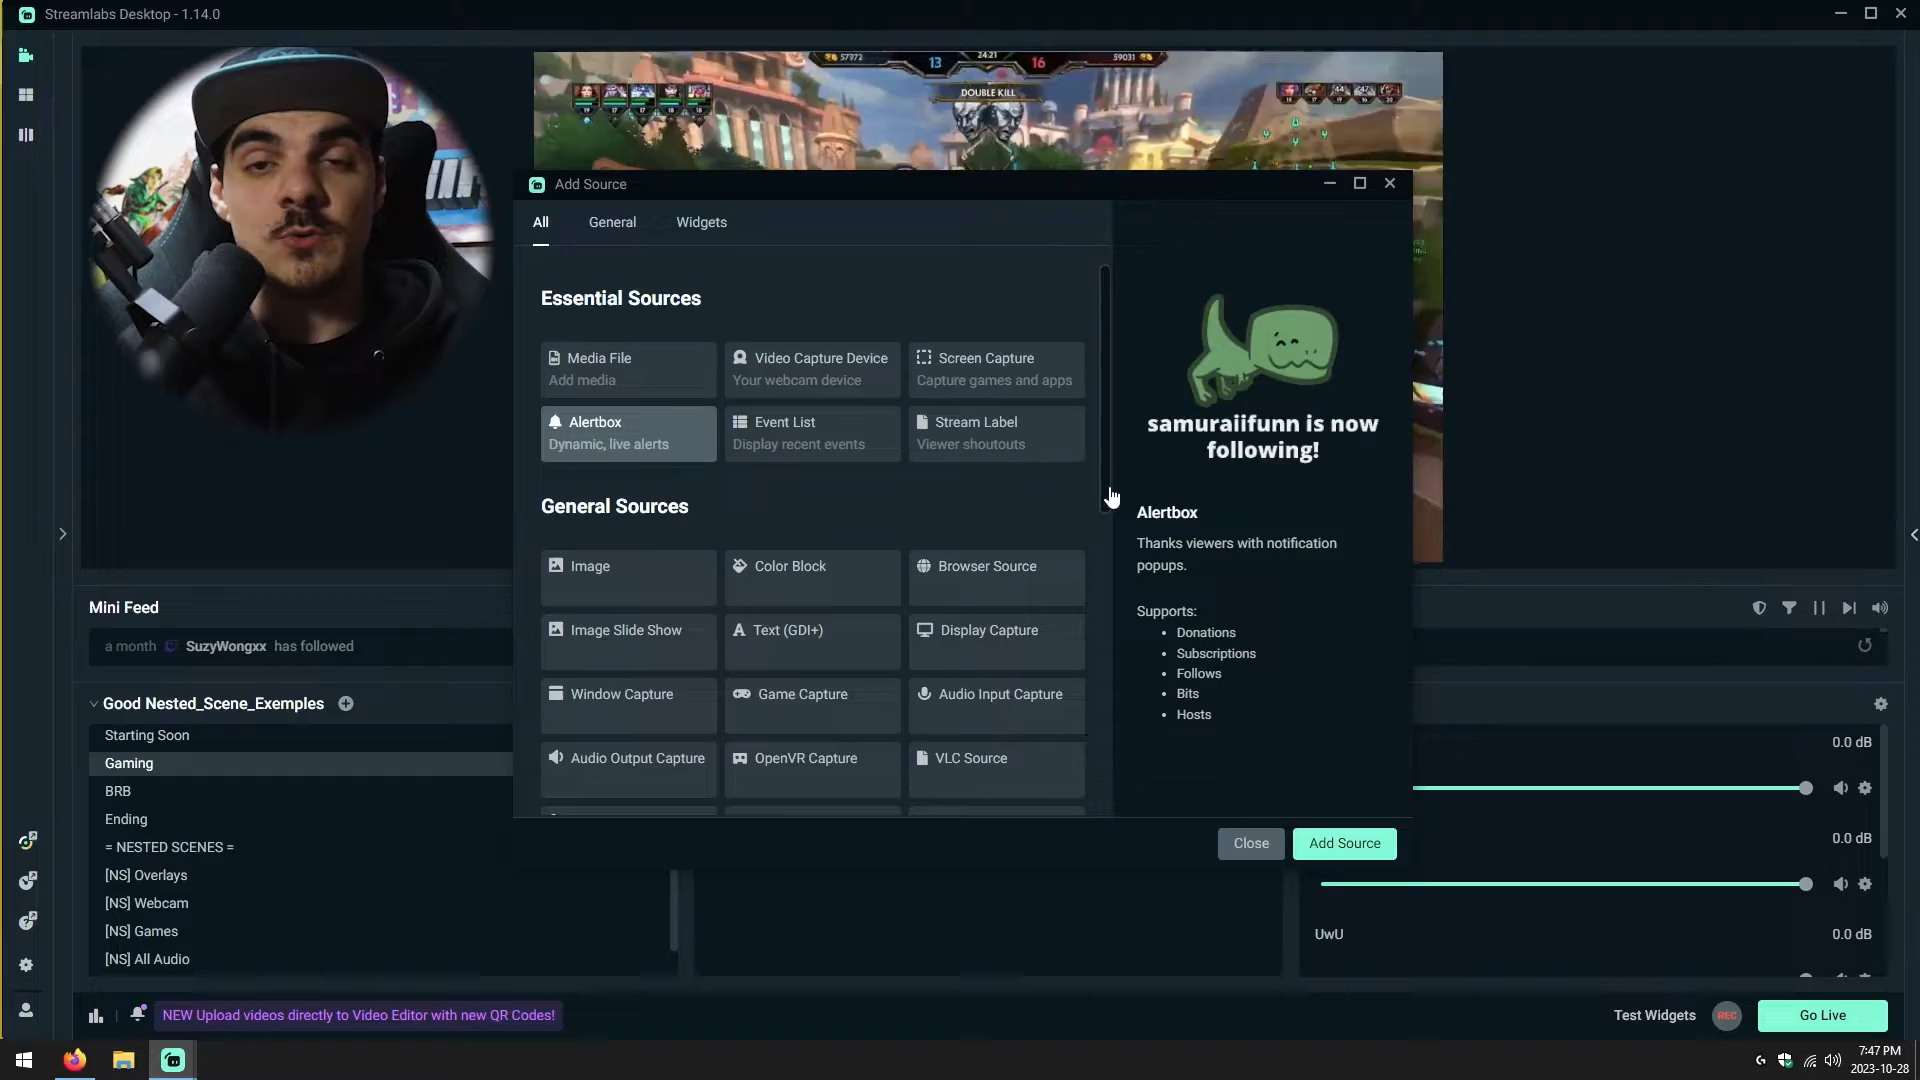 Streamlabs Desktop - 1.14.0
57972
13
24:21
16
59031
DOUBLE KILL
Add Source
All
General
Widgets
Essential Sources
Media File
Add media
Video Capture Device
Your webcam device
Screen Capture
Capture games and apps
Alertbox
Dynamic, live alerts
Event List
Display recent events
Stream Label
Viewer shoutouts
General Sources
Image
Color Block
Browser Source
Image Slide Show
Text (GDI+)
Display Capture
Window Capture
Game Capture
Audio Input Capture
Audio Output Capture
OpenVR Capture
VLC Source
samuraiifunn is now
following!
Alertbox
Thanks viewers with notification
popups.
Supports:
• Donations
• Subscriptions
• Follows
• Bits
• Hosts
Close
Add Source
Mini Feed
a month SuzyWongxx has followed
Good Nested_Scene_Exemples
Starting Soon
Gaming
BRB
Ending
= NESTED SCENES =
[NS] Overlays
[NS] Webcam
[NS] Games
[NS] All Audio
0.0 dB
0.0 dB
UwU
0.0 dB
NEW Upload videos directly to Video Editor with new QR Codes!
Test Widgets
REC
Go Live
7:47 PM
2023-10-28